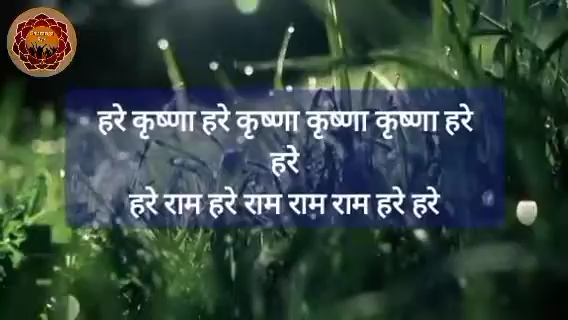 हरे कृष्णा हरे कृष्णा कृष्णा कृष्णा हरे
हरे
हरे राम हरे राम राम राम हरे हरे